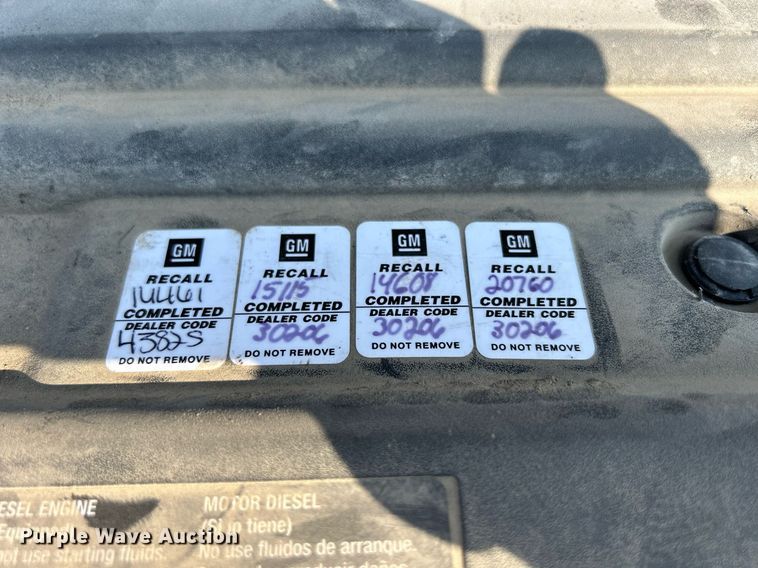 GM
RECALL
14461
COMPLETED
DEALER CODE
43825
DO NOT REMOVE
GM
RECALL
15115
COMPLETED
DEALER CODE
30206
DO NOT REMOVE
GM
RECALL
14608
COMPLETED
DEALER CODE
30206
DO NOT REMOVE
GM
RECALL
20760
COMPLETED
DEALER CODE
30206
DO NOT REMOVE
ESEL ENGINE
not use starting fluids.
MOTOR DIESEL
(Si lo tiene)
No use fluidos de arranque.
Purple Wave Auction